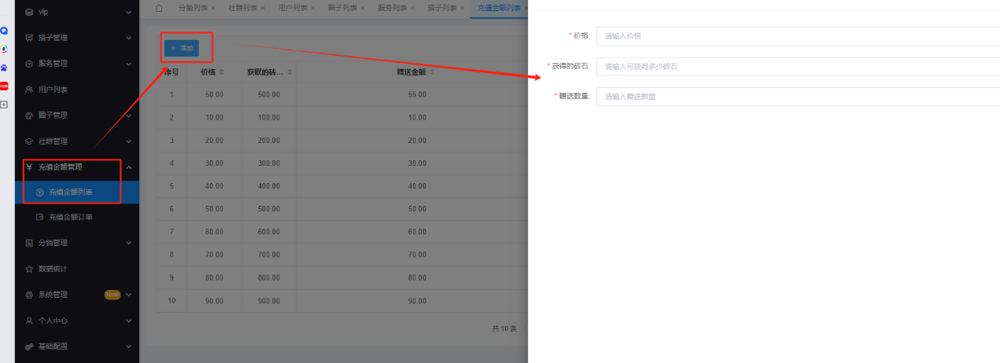 vip
搭子管理
服务管理
用户列表
圈子管理
社群管理
充值金额管理
充值金额列表
充值金额订单
分销管理
数据统计
系统管理 New
个人中心
基础配置
分销列表 × 社群列表 × 用户列表 × 圈子列表 × 服务列表 × 搭子列表 × 充值金额列表 ×
+ 添加
序号 价格 获取的砖... 赠送金额
1 50.00 500.00 55.00
2 10.00 100.00 10.00
3 20.00 200.00 20.00
4 30.00 300.00 30.00
5 40.00 400.00 40.00
6 50.00 500.00 50.00
7 60.00 600.00 60.00
8 70.00 700.00 70.00
9 80.00 800.00 80.00
10 90.00 900.00 90.00
共 10 条
* 价格: 请输入价格
* 获得的砖石: 请输入可获得多少砖石
* 赠送数量: 请输入赠送数量